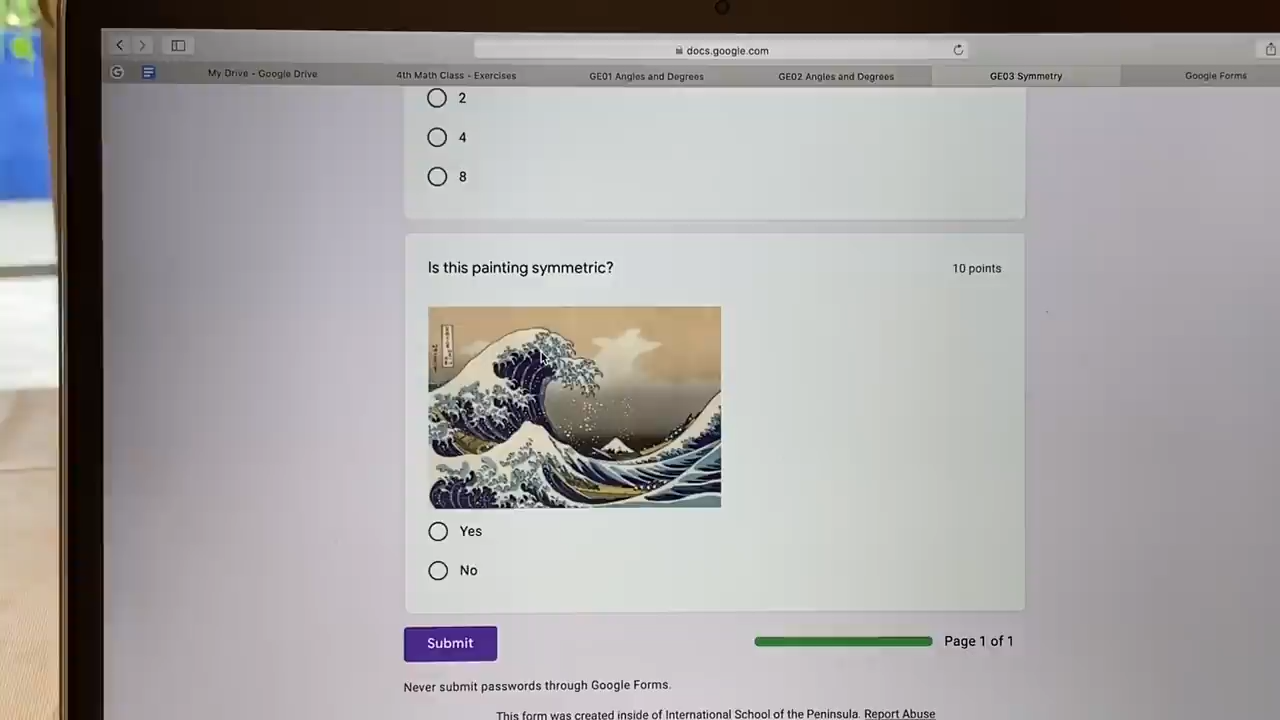 docs.google.com
My Drive - Google Drive
4th Math Class - Exercises
GE01 Angles and Degrees
GE02 Angles and Degrees
GE03 Symmetry
Google Forms
2
4
8
Is this painting symmetric?
10 points
Yes
No
Submit
Page 1 of 1
Never submit passwords through Google Forms.
This form was created inside of International School of the Peninsula. Report Abuse